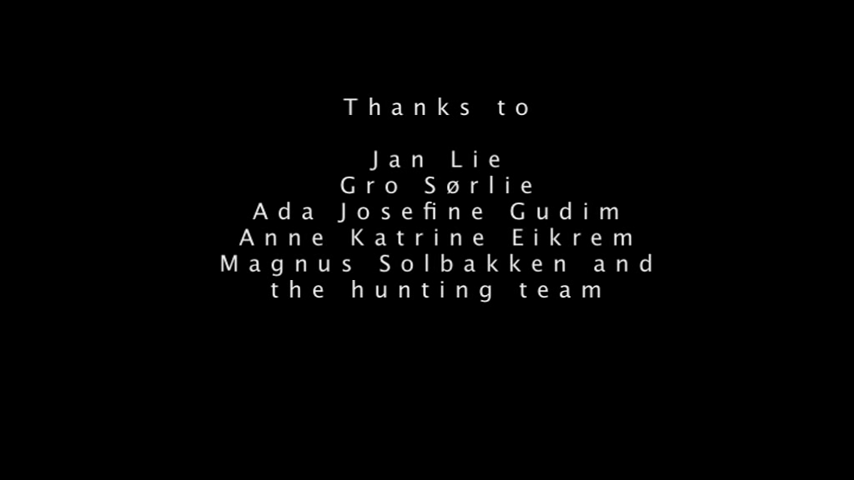 Thanks to
Jan Lie
Gro Sørlie
Ada Josefine Gudim
Anne Katrine Eikrem
Magnus Solbakken and
the hunting team